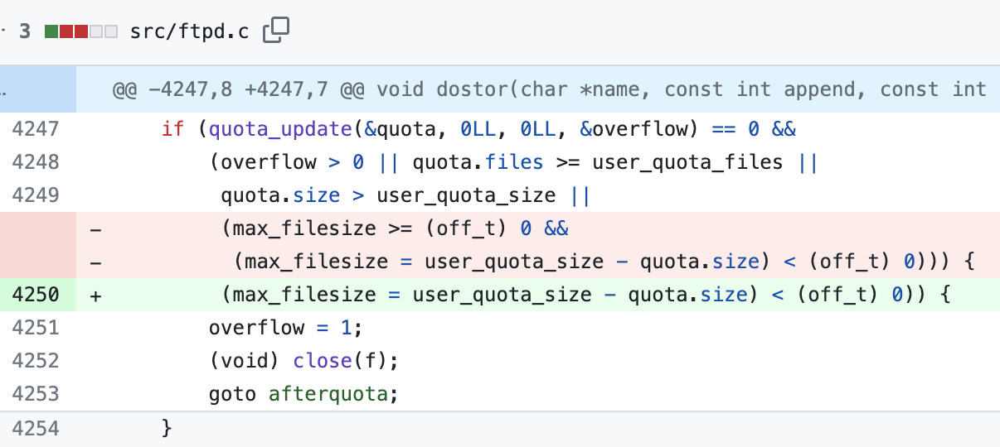 3 src/ftpd.c
@@ -4247,8 +4247,7 @@ void dostor(char *name, const int append, const int
4247 if (quota_update(&quota, 0LL, 0LL, &overflow) == 0 &&
4248 (overflow > 0 || quota.files >= user_quota_files ||
4249 quota.size > user_quota_size ||
- (max_filesize >= (off_t) 0 &&
- (max_filesize = user_quota_size - quota.size) < (off_t) 0))) {
4250 + (max_filesize = user_quota_size - quota.size) < (off_t) 0)) {
4251 overflow = 1;
4252 (void) close(f);
4253 goto afterquota;
4254 }